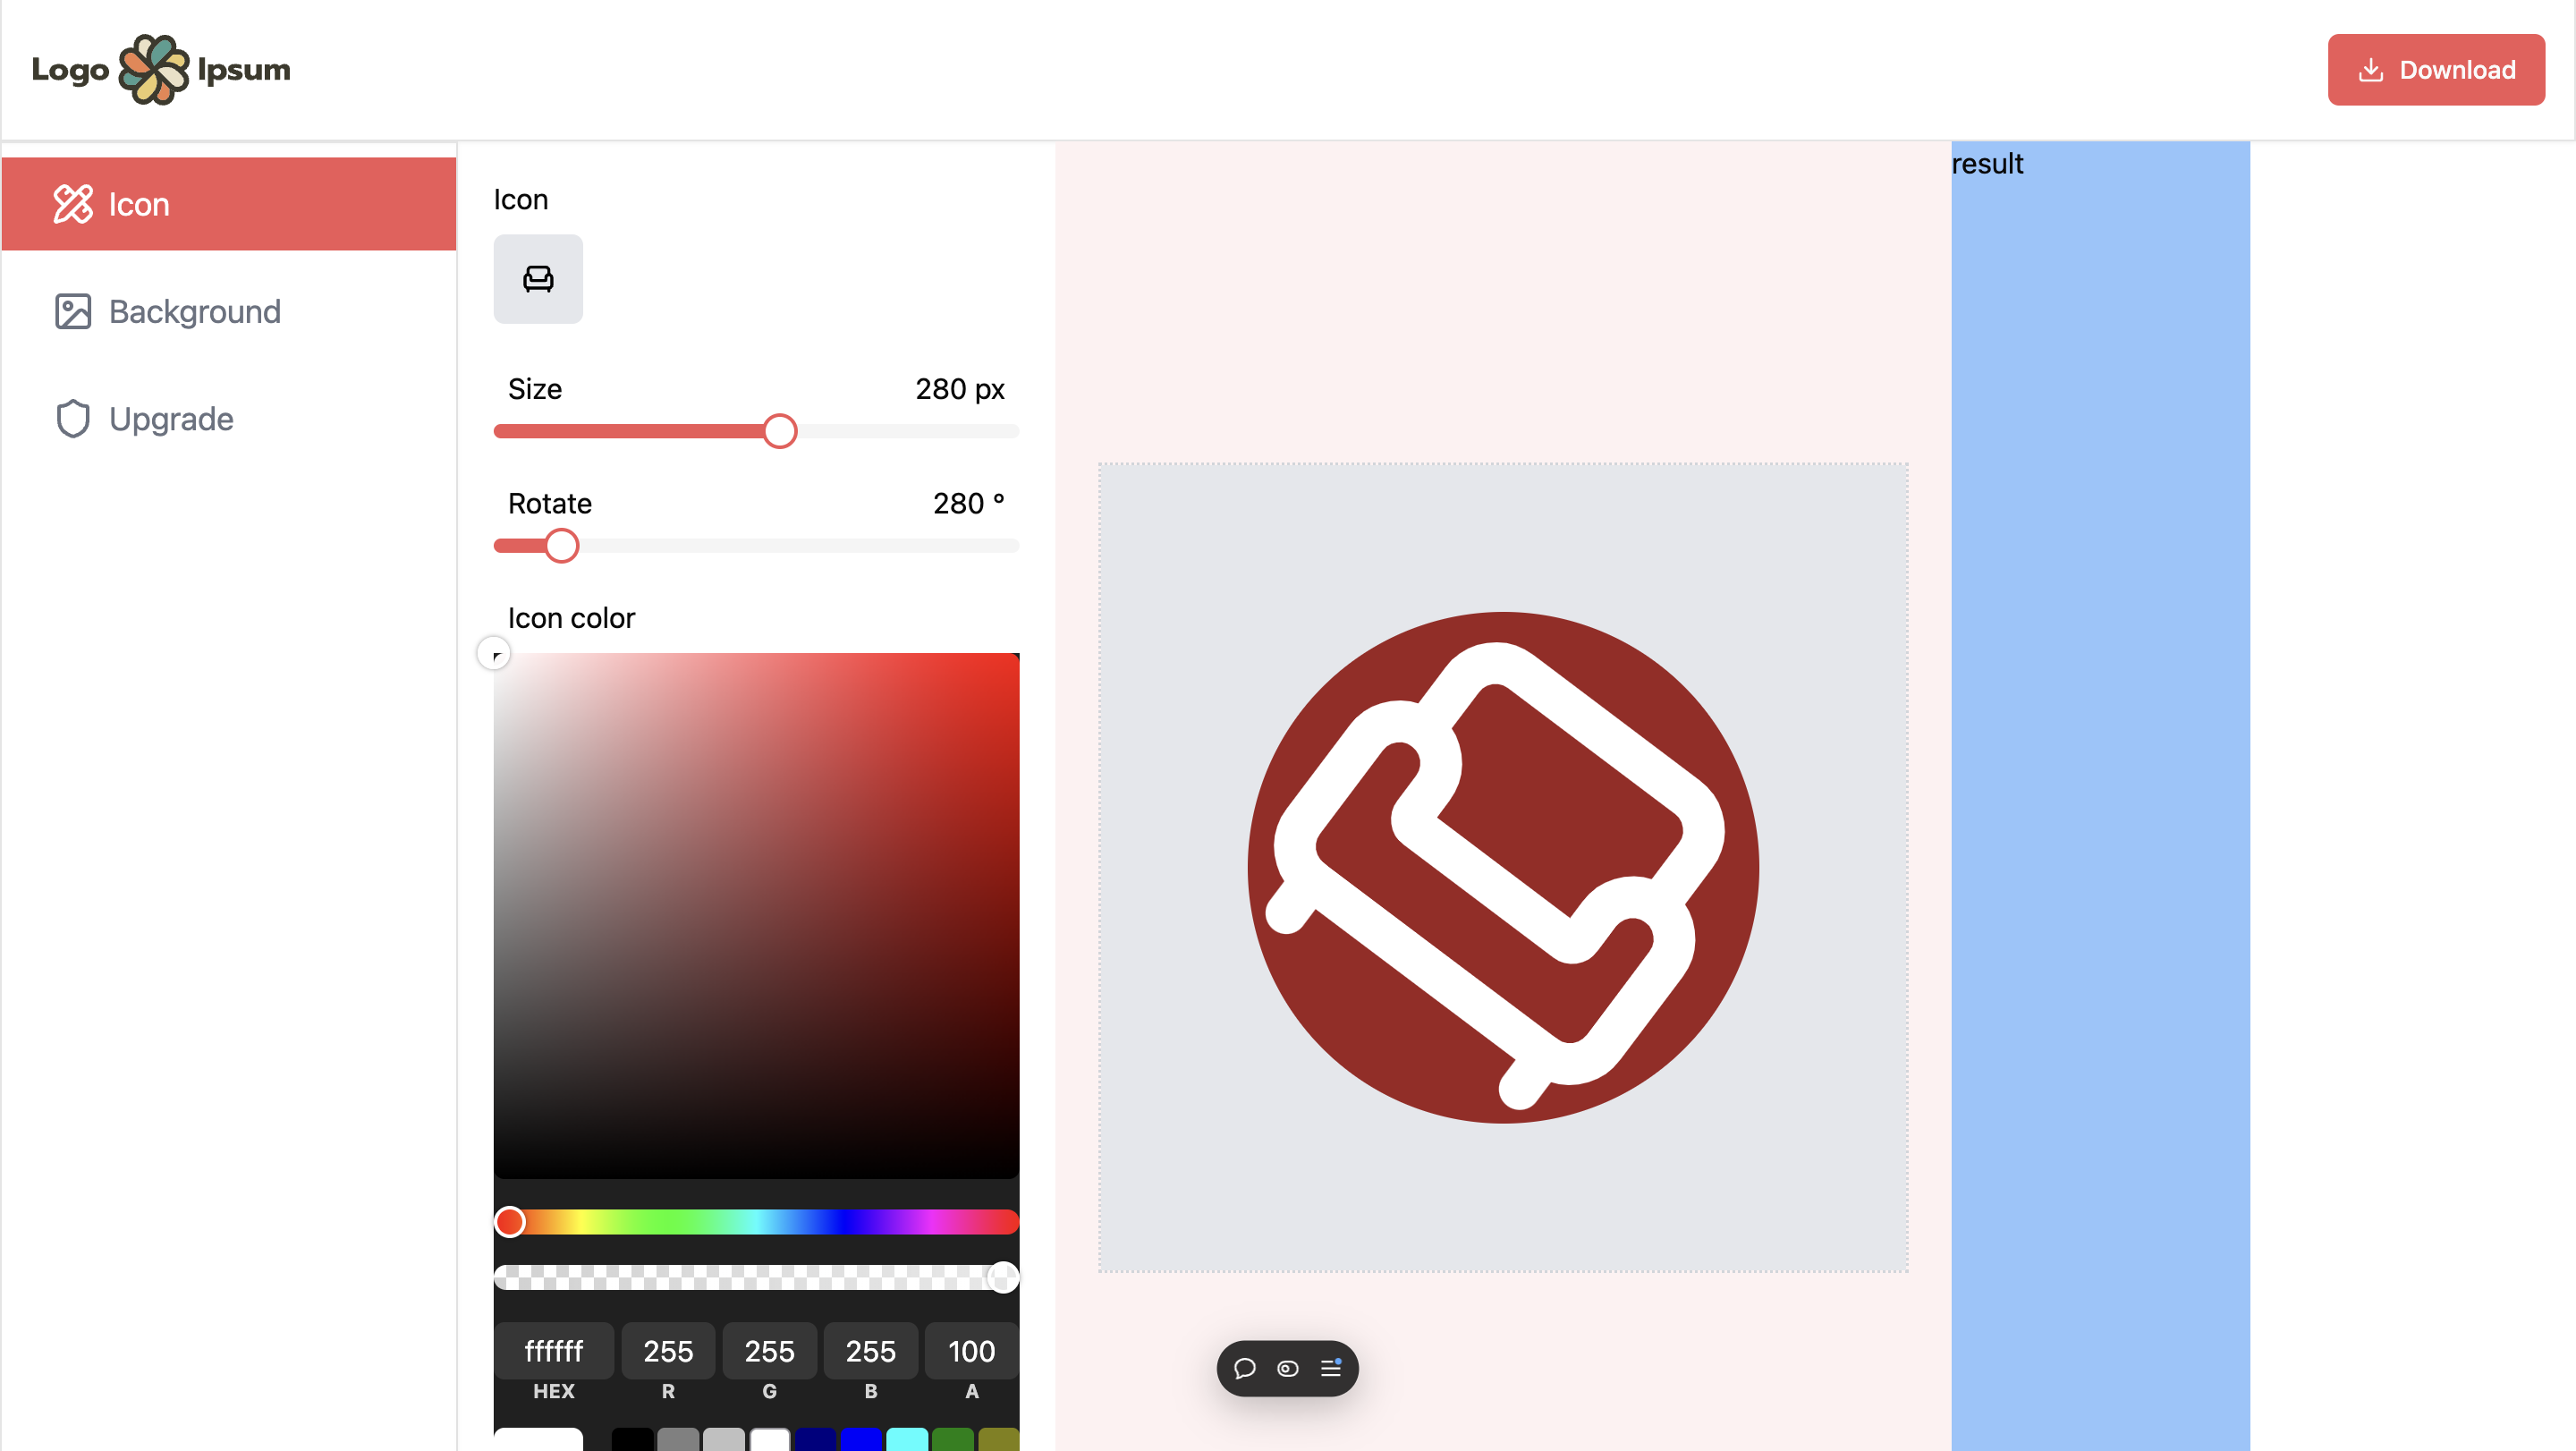 Logo Ipsum
Download
Icon
Background
Upgrade
Icon
Size 280 px
Rotate 280 °
Icon color
ffffff 255 255 255 100
HEX R G B A
result